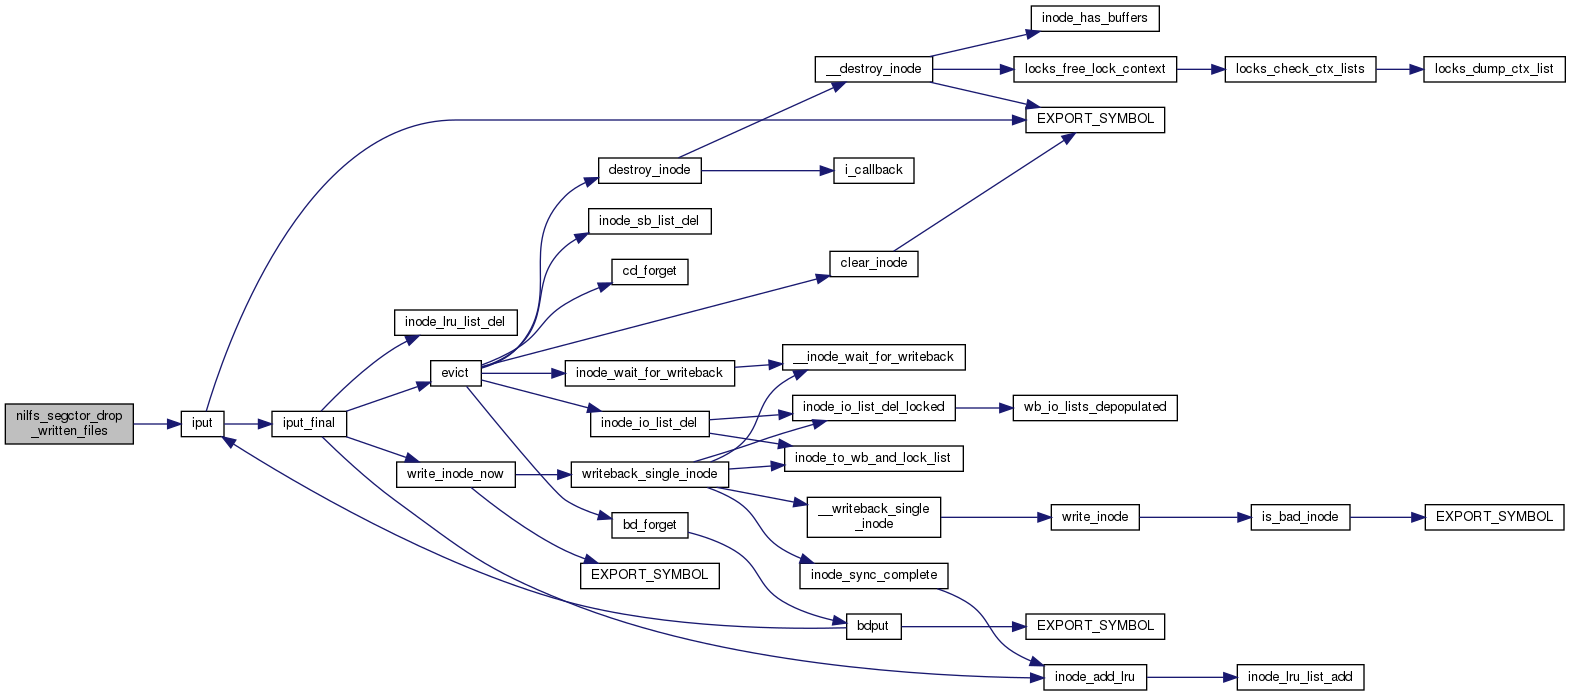 inode_has_buffers
__destroy_inode
locks_free_lock_context
locks_check_ctx_lists
locks_dump_ctx_list
EXPORT_SYMBOL
destroy_inode
i_callback
inode_sb_list_del
clear_inode
cd_forget
inode_lru_list_del
__inode_wait_for_writeback
evict
inode_wait_for_writeback
inode_io_list_del_locked
wb_io_lists_depopulated
nilfs_segctor_drop
_written_files
iput
iput_final
inode_io_list_del
inode_to_wb_and_lock_list
write_inode_now
writeback_single_inode
__writeback_single
_inode
write_inode
is_bad_inode
EXPORT_SYMBOL
bd_forget
EXPORT_SYMBOL
inode_sync_complete
bdput
EXPORT_SYMBOL
inode_add_lru
inode_lru_list_add